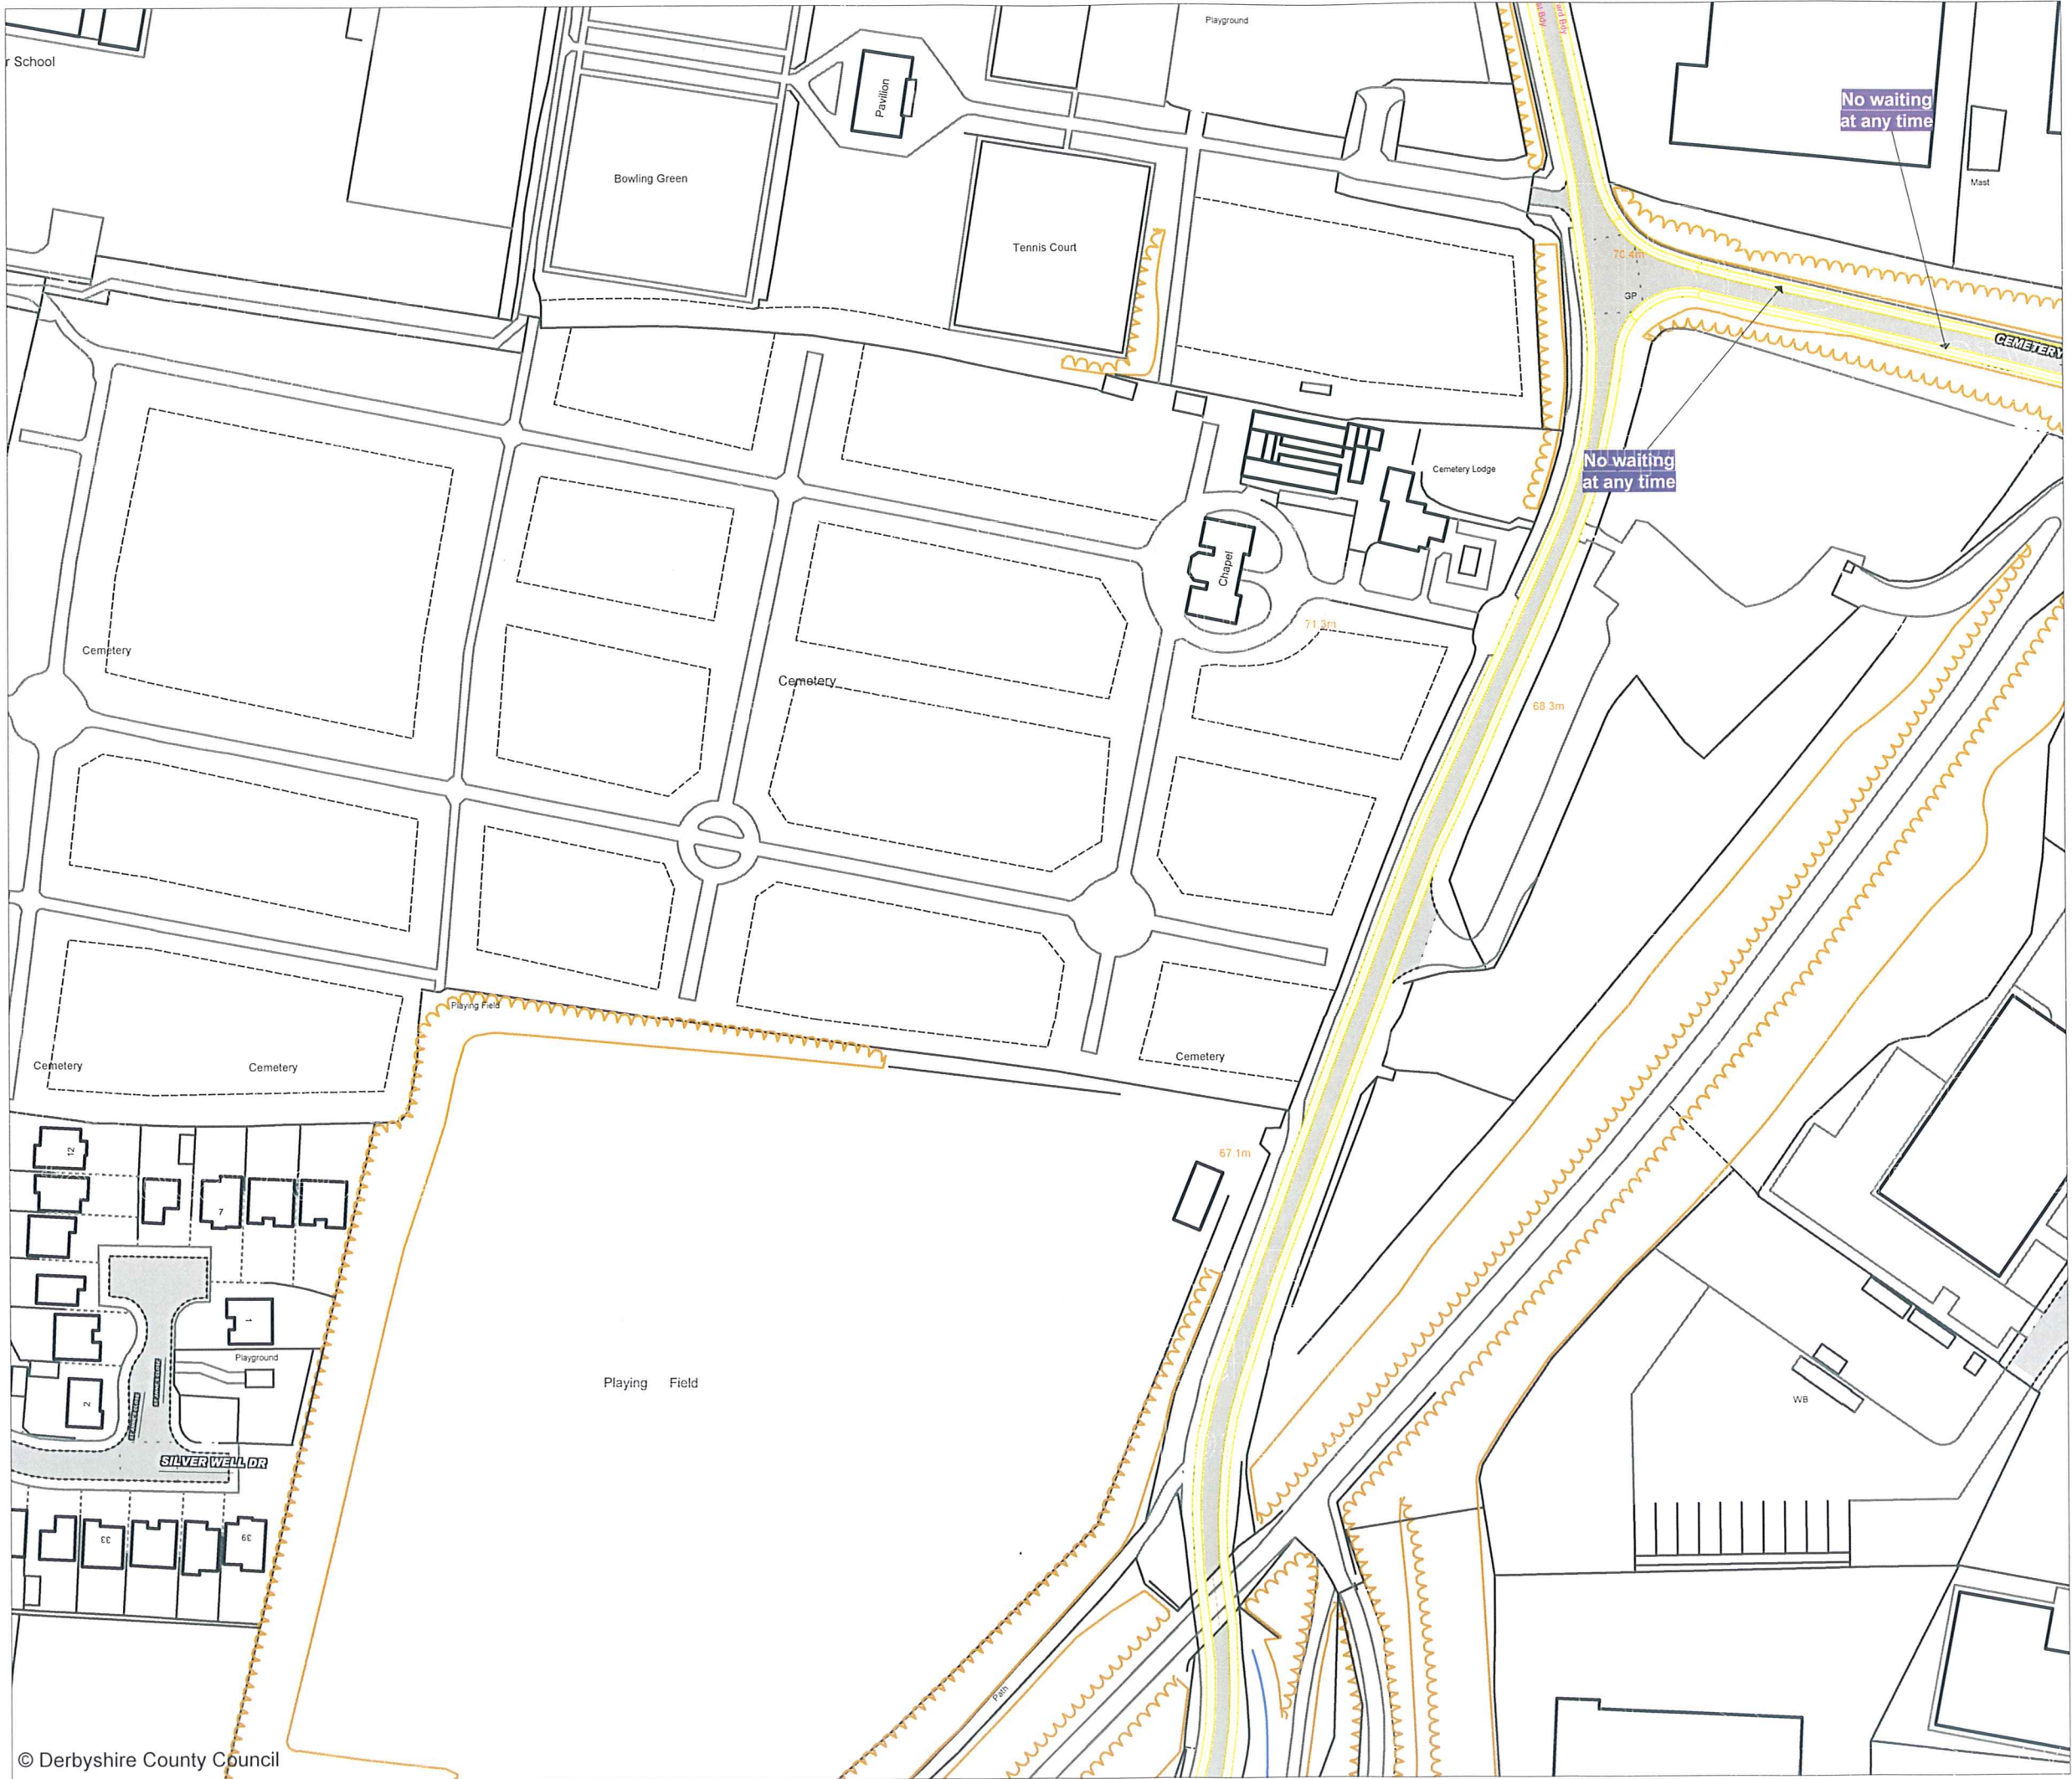 Playground
r School
Pavilion
No waiting
at any time
Bowling Green
Mast
Tennis Court
70.4m
GP
CEMETERY
No waiting
at any time
Cemetery Lodge
Chapel
71.3m
Cemetery
Cemetery
68.3m
Playing Field
Cemetery
Cemetery
Cemetery
67.1m
12
7
1
Playground
Playing Field
2
WB
SILVER WELL DR
33
39
Path
© Derbyshire County Council